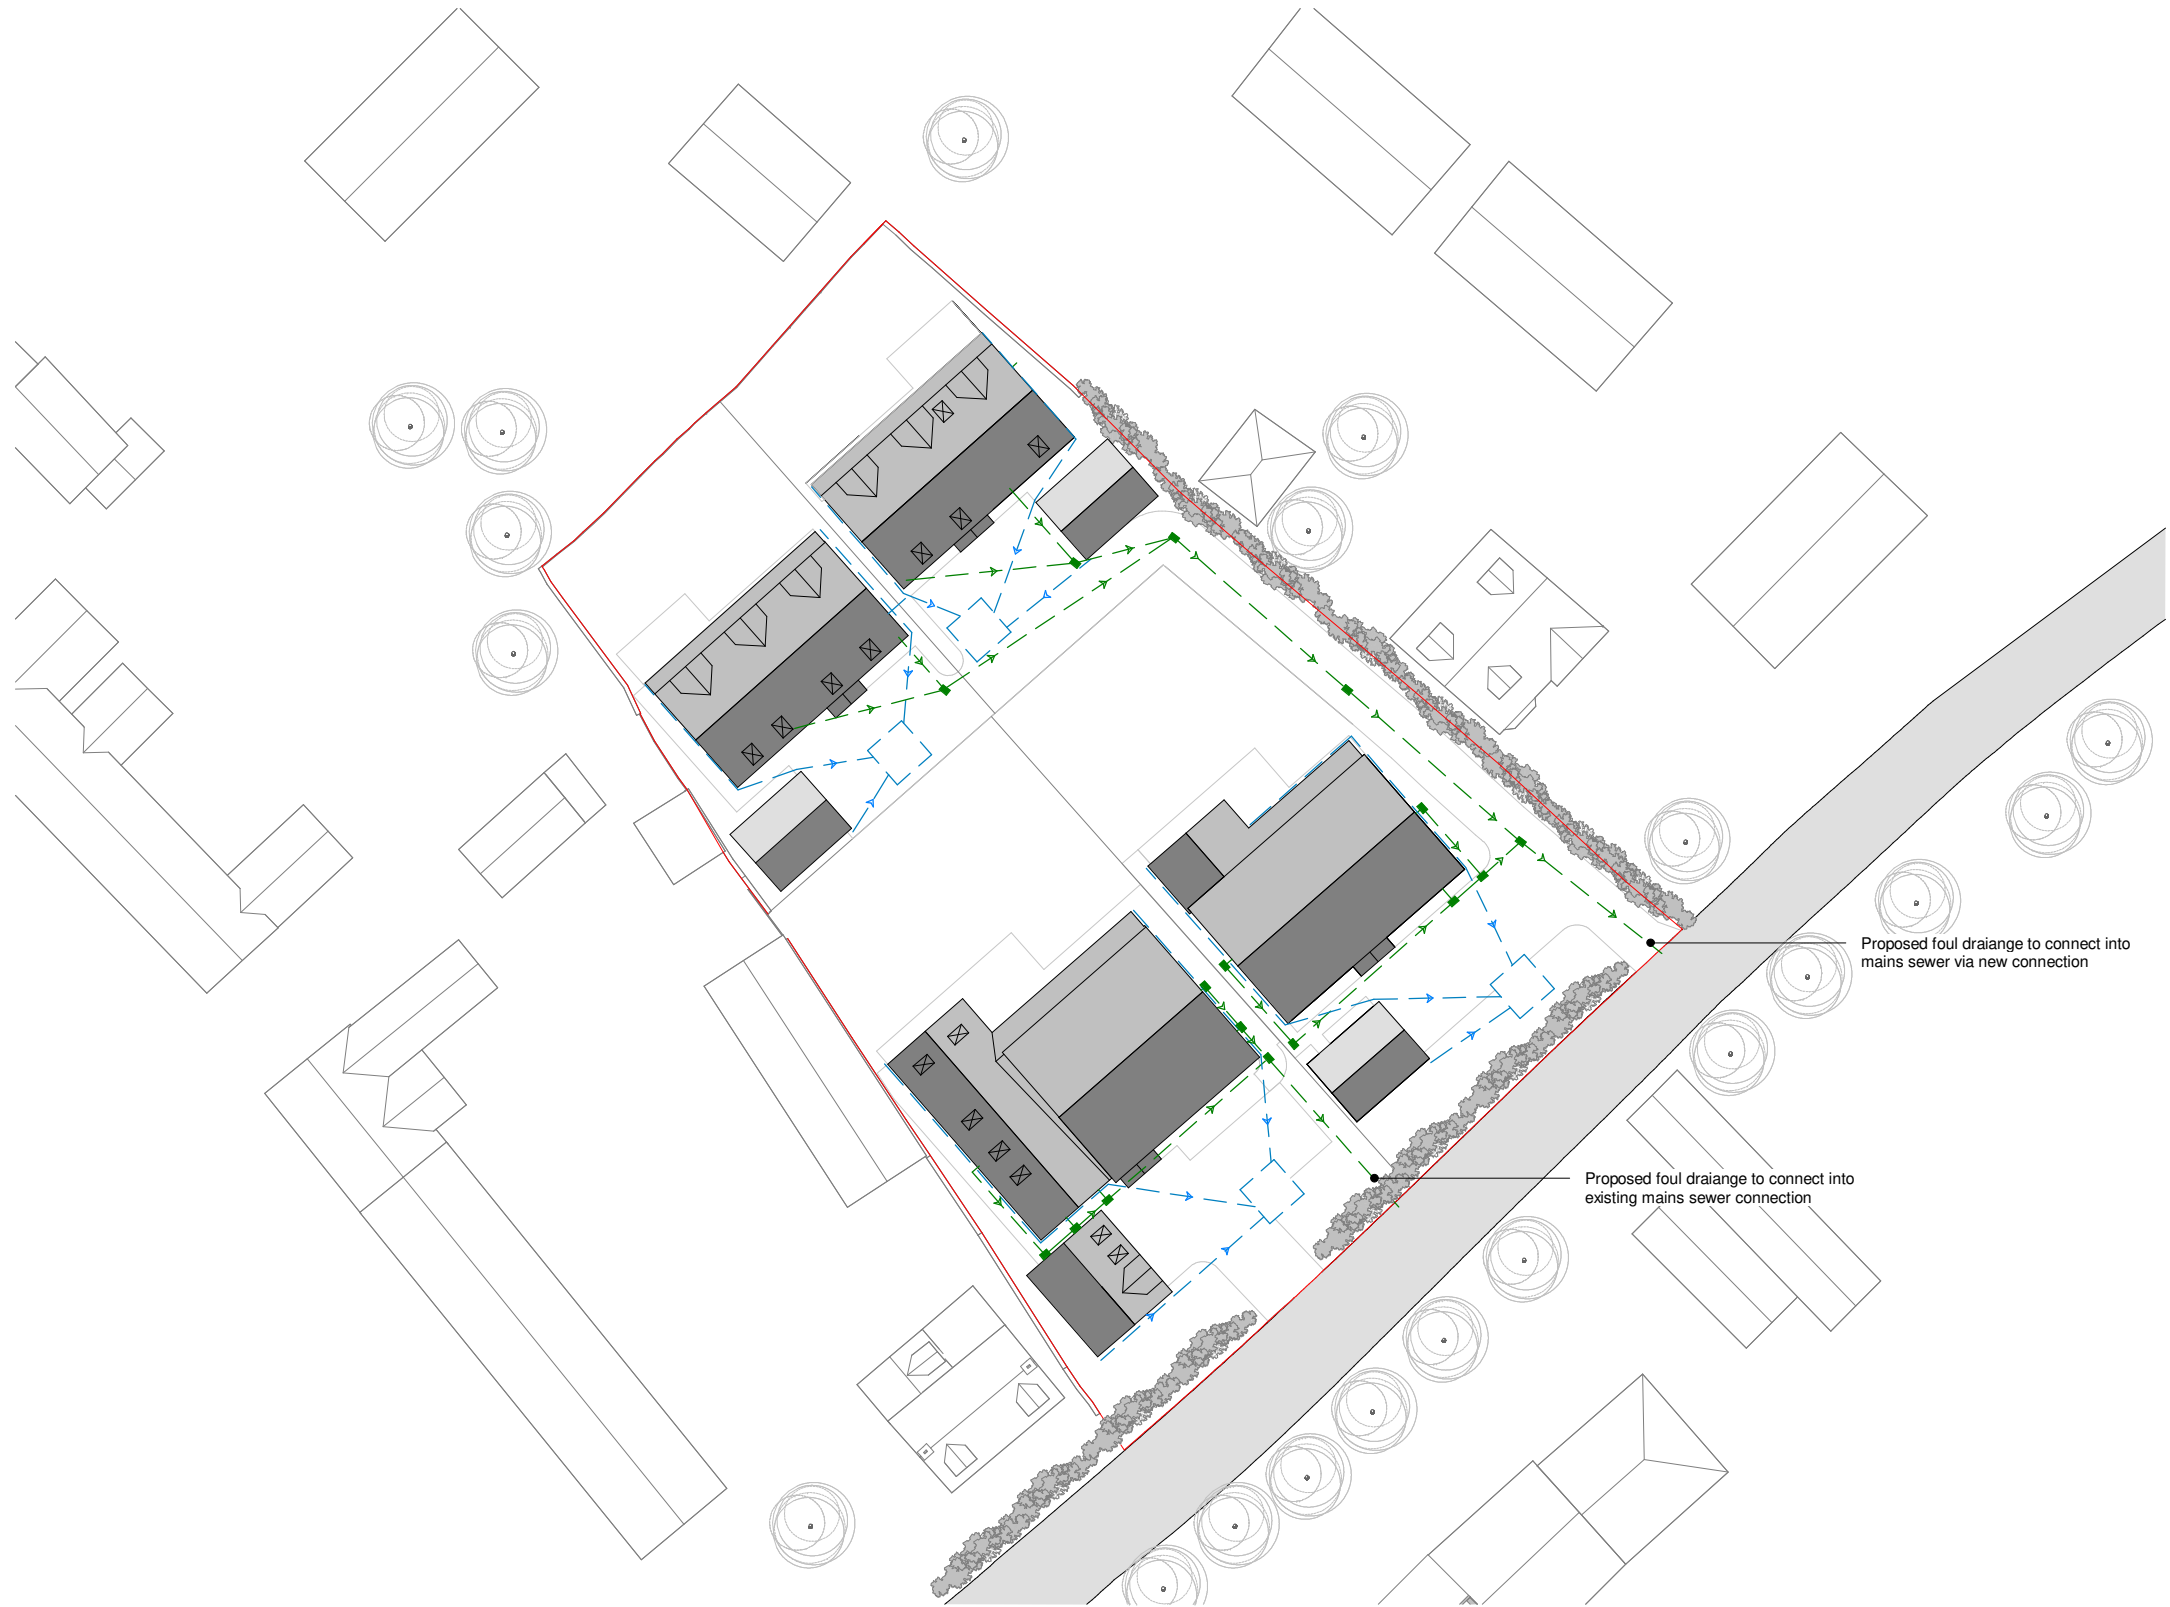 Proposed foul draiange to connect into
mains sewer via new connection
Proposed foul draiange to connect into
existing mains sewer connection